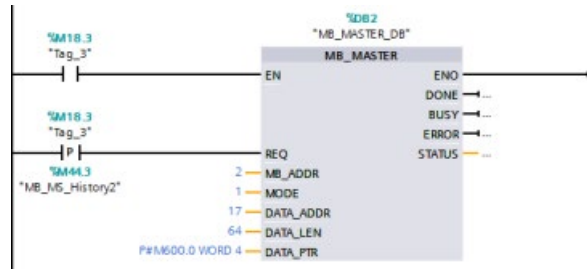 %DB2
"MB_MASTER_DB"
%M18.3
"Tag_3"
MB_MASTER
EN
ENO
DONE
...
BUSY
...
ERROR
...
%M18.3
"Tag_3"
P
REQ
STATUS
...
%M44.3
"MB_MS_History2"
2
MB_ADDR
1
MODE
17
DATA_ADDR
64
DATA_LEN
P#M600.0 WORD 4
DATA_PTR